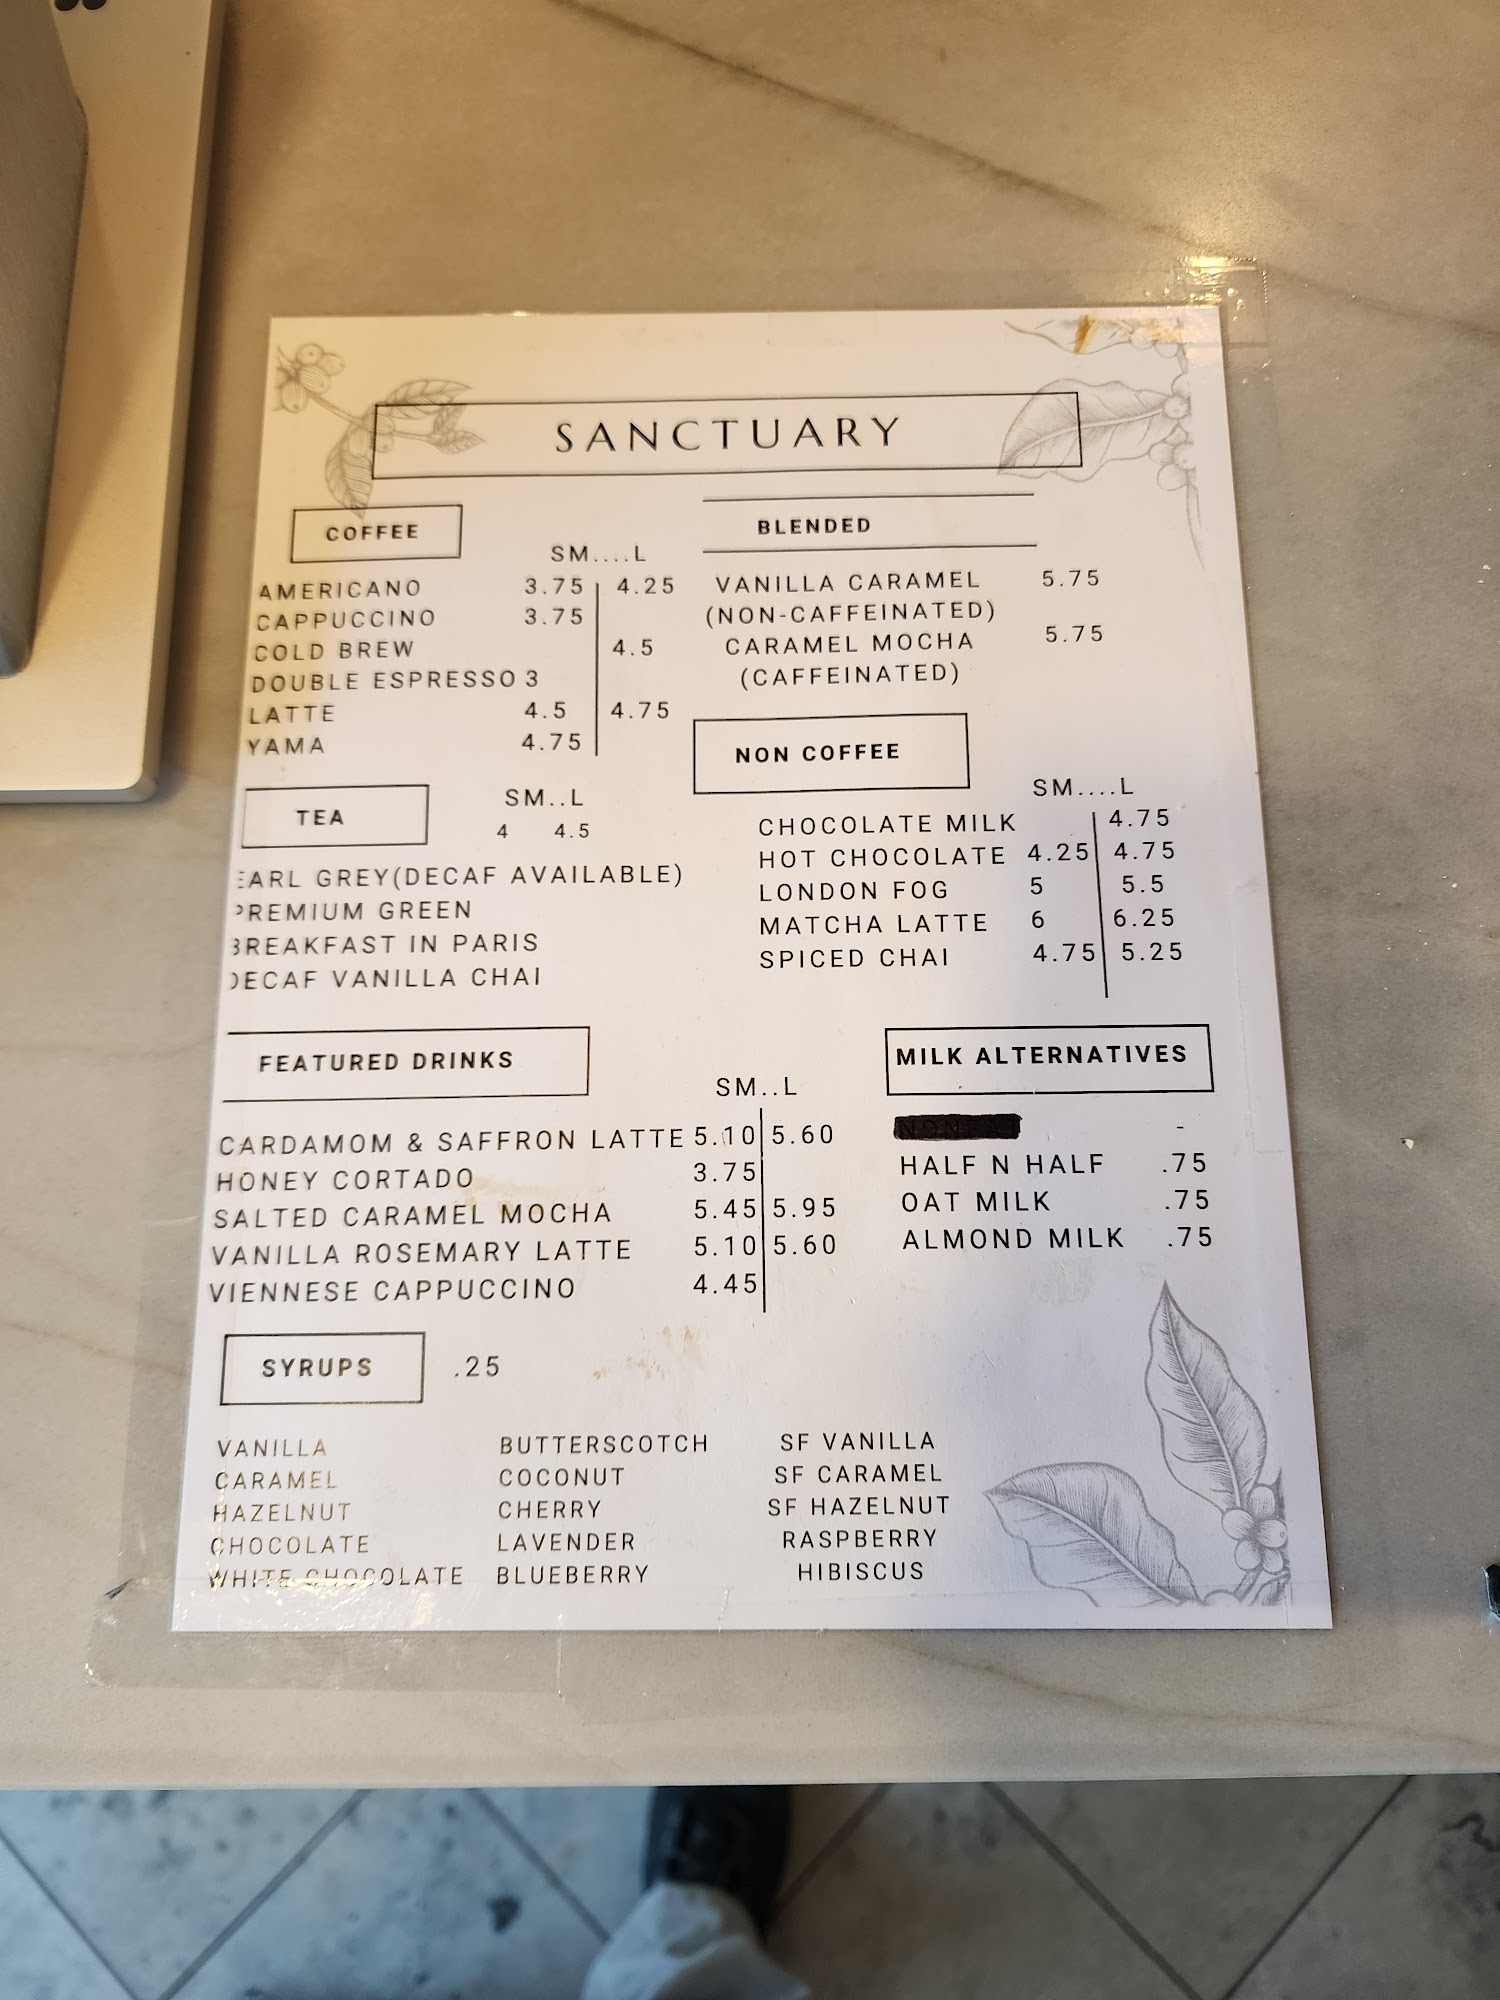 SANCTUARY
COFFEE
SM....L
AMERICANO 3.75 4.25
CAPPUCCINO 3.75
COLD BREW 4.5
DOUBLE ESPRESSO 3
LATTE 4.5 4.75
YAMA 4.75
BLENDED
VANILLA CARAMEL 5.75
(NON-CAFFEINATED)
CARAMEL MOCHA 5.75
(CAFFEINATED)
TEA
SM..L
4 4.5
EARL GREY(DECAF AVAILABLE)
PREMIUM GREEN
BREAKFAST IN PARIS
DECAF VANILLA CHAI
NON COFFEE
SM....L
CHOCOLATE MILK 4.75
HOT CHOCOLATE 4.25 4.75
LONDON FOG 5 5.5
MATCHA LATTE 6 6.25
SPICED CHAI 4.75 5.25
FEATURED DRINKS
SM..L
CARDAMOM & SAFFRON LATTE 5.10 5.60
HONEY CORTADO 3.75
SALTED CARAMEL MOCHA 5.45 5.95
VANILLA ROSEMARY LATTE 5.10 5.60
VIENNESE CAPPUCCINO 4.45
MILK ALTERNATIVES
-
HALF N HALF .75
OAT MILK .75
ALMOND MILK .75
SYRUPS .25
VANILLA
CARAMEL
HAZELNUT
CHOCOLATE
WHITE CHOCOLATE
BUTTERSCOTCH
COCONUT
CHERRY
LAVENDER
BLUEBERRY
SF VANILLA
SF CARAMEL
SF HAZELNUT
RASPBERRY
HIBISCUS